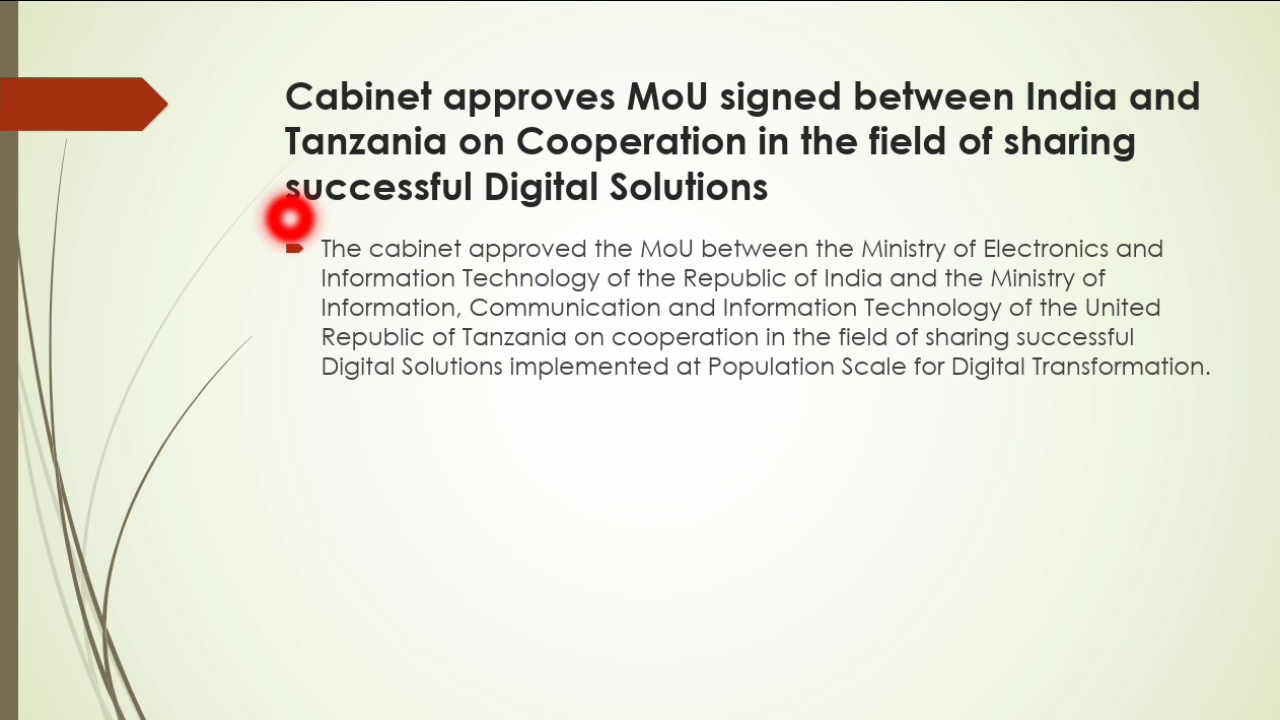 Cabinet approves MoU signed between India and
Tanzania on Cooperation in the field of sharing
successful Digital Solutions
The cabinet approved the MoU between the Ministry of Electronics and
Information Technology of the Republic of India and the Ministry of
Information, Communication and Information Technology of the United
Republic of Tanzania on cooperation in the field of sharing successful
Digital Solutions implemented at Population Scale for Digital Transformation.